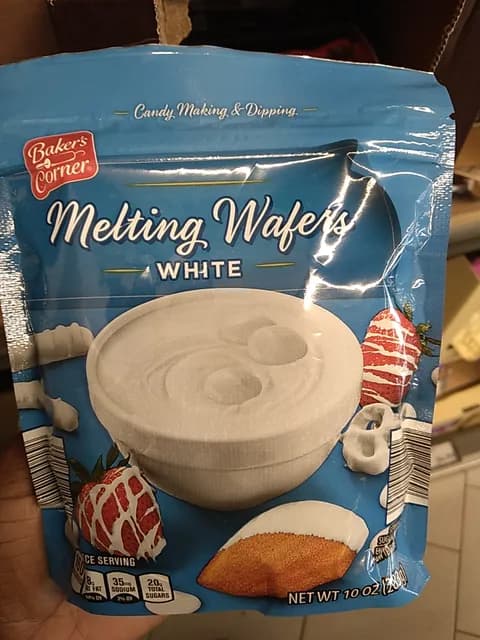 Candy Making & Dipping
Baker's
Corner
Melting Wafers
WHITE
CE SERVING
8g 35mg 20g
T FAT SODIUM TOTAL
SUGARS
NET WT 10 OZ